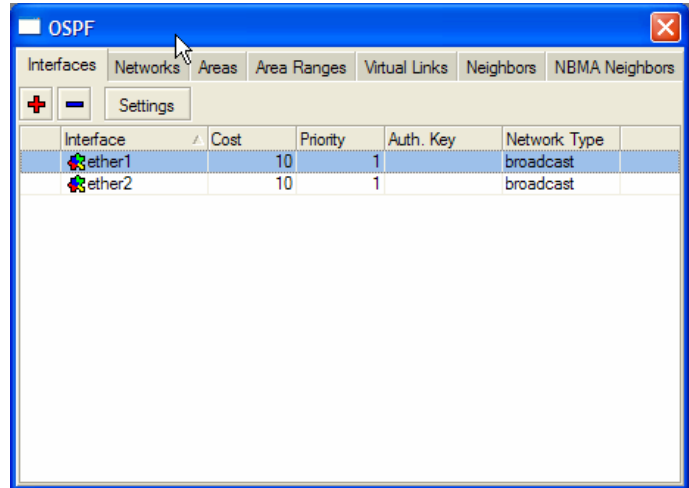 OSPF
Interfaces Networks Areas Area Ranges Virtual Links Neighbors NBMA Neighbors
Settings
Interface Cost Priority Auth. Key Network Type
ether1 10 1 broadcast
ether2 10 1 broadcast